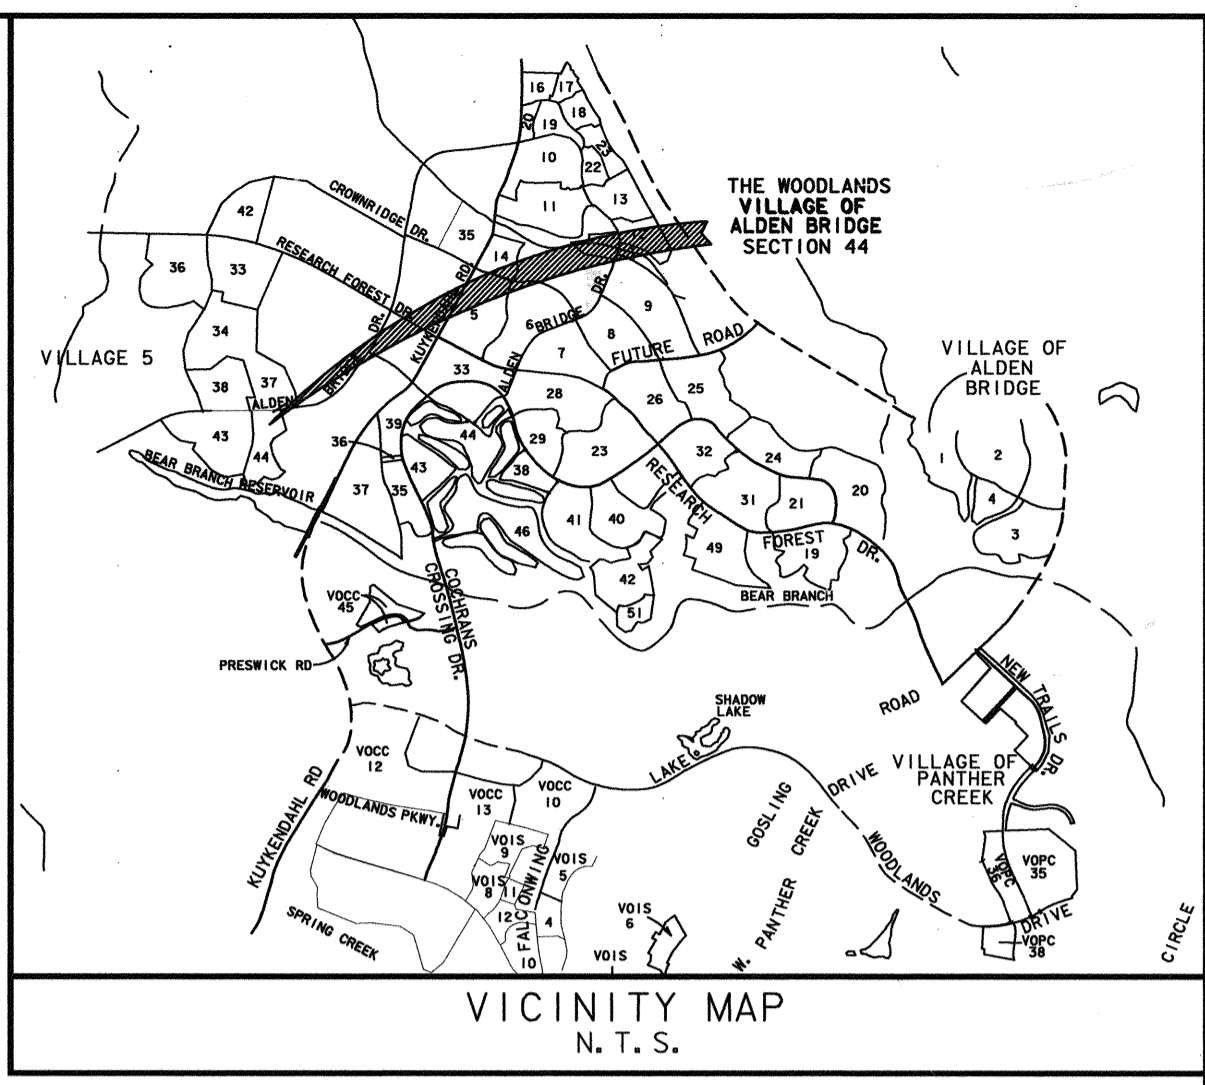 16
17
18
20
19
23
10
22
13
11
THE WOODLANDS
VILLAGE OF
ALDEN BRIDGE
SECTION 44
CROWNRIDGE DR.
42
35
14
RESEARCH FOREST DR.
36
33
KUYKENDAHL RD.
5
6
BRIDGE DR.
9
8
34
VILLAGE 5
ALDEN BRIDGE DR.
7
FUTURE ROAD
VILLAGE OF
ALDEN
BRIDGE
33
ALDEN
38
37
28
26
25
39
44
29
23
32
24
1
2
43
44
36
43
38
BEAR BRANCH RESERVOIR
37
35
RESEARCH
31
21
20
4
46
41
40
49
FOREST
19
DR.
3
42
51
BEAR BRANCH
VOCC
45
COCHRANS
CROSSING DR.
PRESWICK RD
NEW TRAILS DR.
SHADOW
LAKE
ROAD
LAKE
VOCC
12
VILLAGE OF
PANTHER
CREEK
KUYKENDAHL RD
WOODLANDS PKWY.
VOCC
13
VOCC
10
GOSLING
DRIVE
W. PANTHER CREEK
WOODLANDS
VOIS
9
VOIS
5
VOIS
8
11
12
4
10
FALCONWING
SPRING CREEK
VOIS
6
VOIS
VOPC
36
VOPC
35
DRIVE
VOPC
38
CIRCLE
VICINITY MAP
N. T. S.